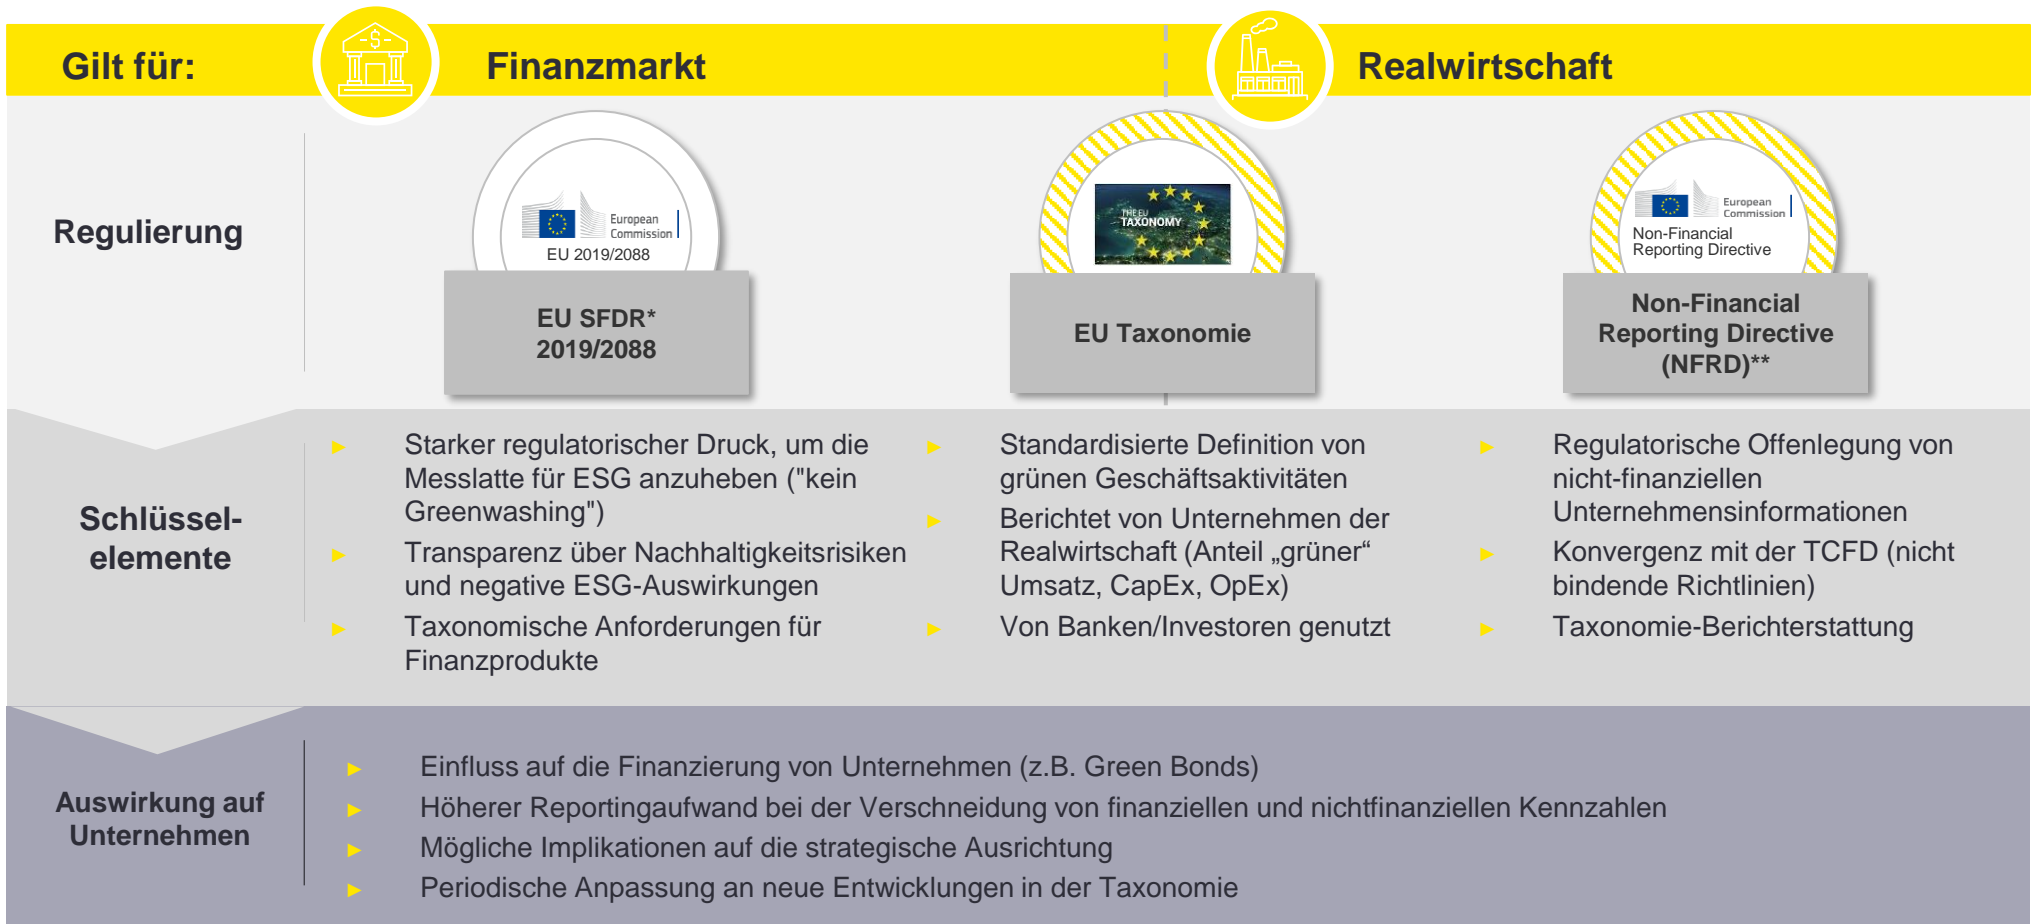 Gilt für:
-$-
Finanzmarkt
Realwirtschaft
Regulierung
European
Commission
EU 2019/2088
EU SFDR*
2019/2088
THE EU
TAXONOMY
EU Taxonomie
European
Commission
Non-Financial
Reporting Directive
Non-Financial
Reporting Directive
(NFRD)**
Schlüssel-
elemente
► Starker regulatorischer Druck, um die
Messlatte für ESG anzuheben ("kein
Greenwashing")
► Transparenz über Nachhaltigkeitsrisiken
und negative ESG-Auswirkungen
► Taxonomische Anforderungen für
Finanzprodukte
► Standardisierte Definition von
grünen Geschäftsaktivitäten
► Berichtet von Unternehmen der
Realwirtschaft (Anteil „grüner“
Umsatz, CapEx, OpEx)
► Von Banken/Investoren genutzt
► Regulatorische Offenlegung von
nicht-finanziellen
Unternehmensinformationen
► Konvergenz mit der TCFD (nicht
bindende Richtlinien)
► Taxonomie-Berichterstattung
Auswirkung auf
Unternehmen
► Einfluss auf die Finanzierung von Unternehmen (z.B. Green Bonds)
► Höherer Reportingaufwand bei der Verschneidung von finanziellen und nichtfinanziellen Kennzahlen
► Mögliche Implikationen auf die strategische Ausrichtung
► Periodische Anpassung an neue Entwicklungen in der Taxonomie